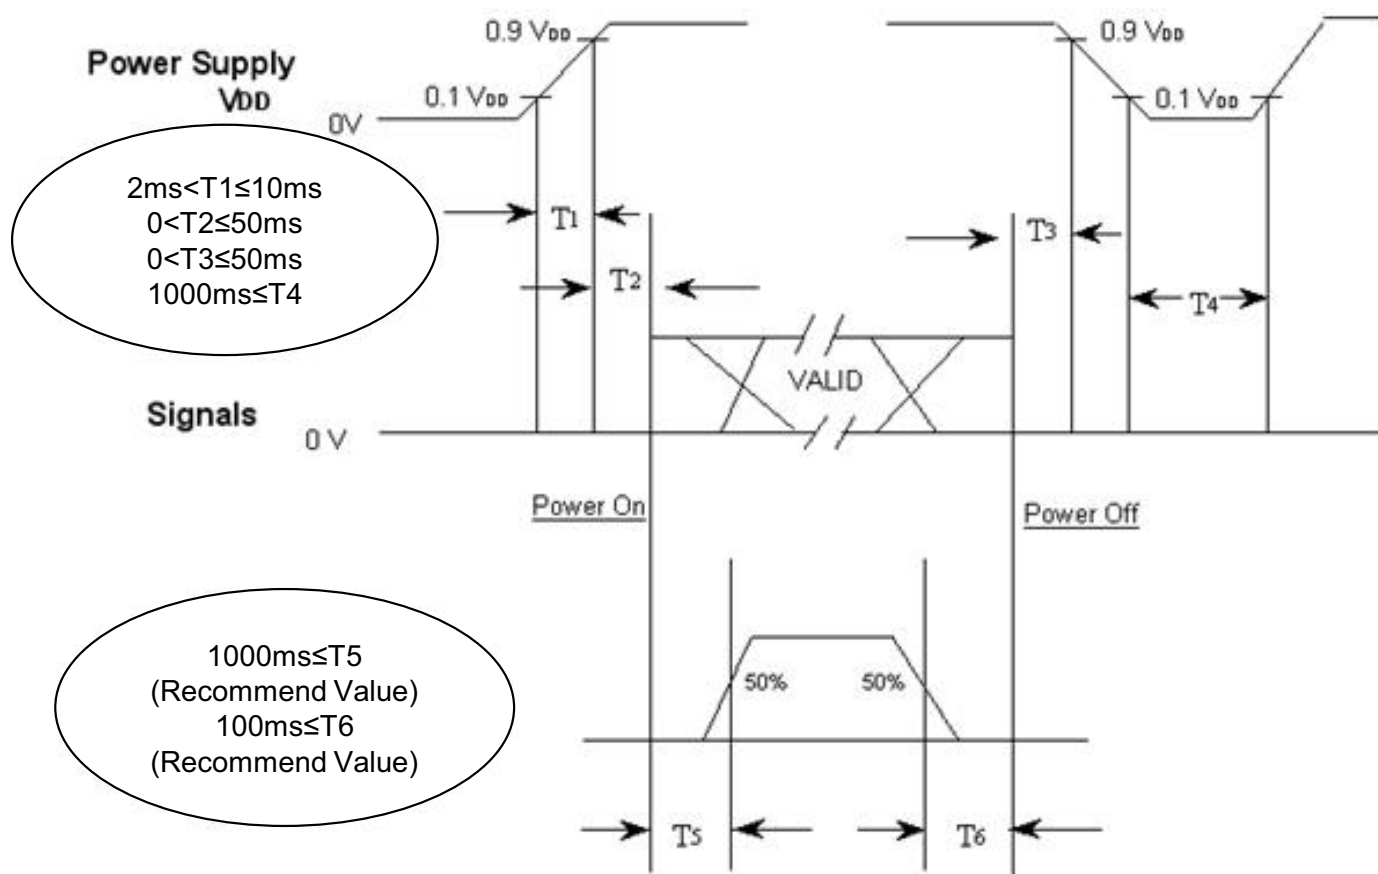 0.9 VDD
0.9 VDD
Power Supply
VDD
0.1 VDD
0.1 VDD
0V
2ms<T1≤10ms
0<T2≤50ms
0<T3≤50ms
1000ms≤T4
T1
T3
T2
T4
VALID
Signals
0 V
Power On
Power Off
1000ms≤T5
(Recommend Value)
100ms≤T6
(Recommend Value)
50%
50%
T5
T6